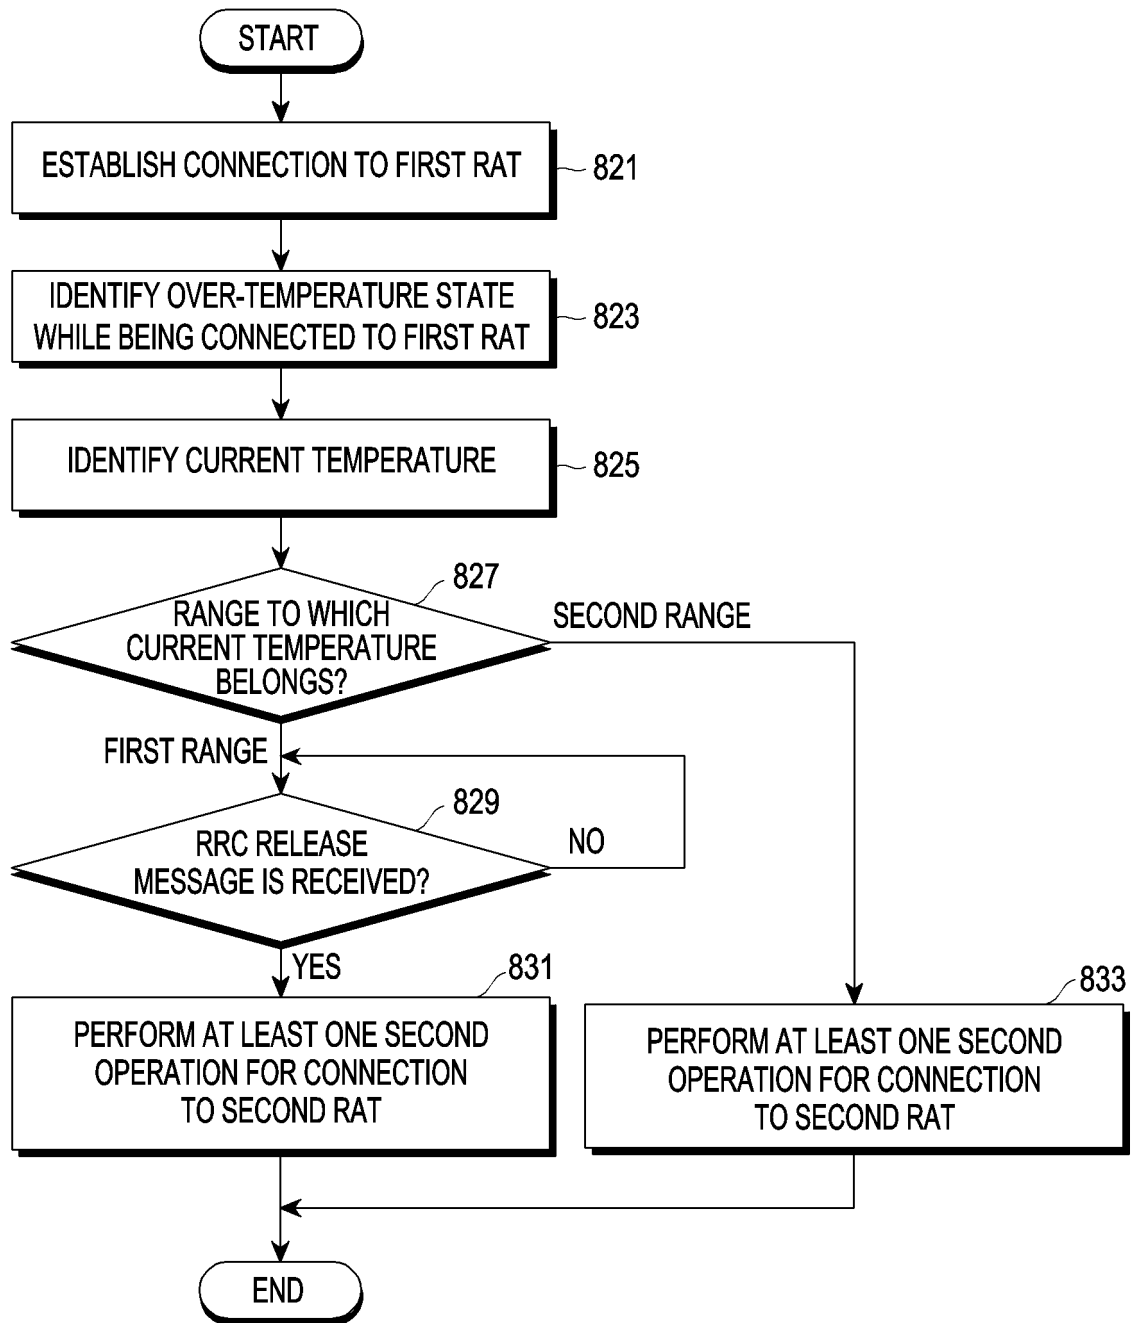 START
ESTABLISH CONNECTION TO FIRST RAT
821
IDENTIFY OVER-TEMPERATURE STATE
WHILE BEING CONNECTED TO FIRST RAT
823
IDENTIFY CURRENT TEMPERATURE
825
827
RANGE TO WHICH
CURRENT TEMPERATURE
BELONGS?
SECOND RANGE
FIRST RANGE
829
RRC RELEASE
MESSAGE IS RECEIVED?
NO
YES
831
PERFORM AT LEAST ONE SECOND
OPERATION FOR CONNECTION
TO SECOND RAT
833
PERFORM AT LEAST ONE SECOND
OPERATION FOR CONNECTION
TO SECOND RAT
END